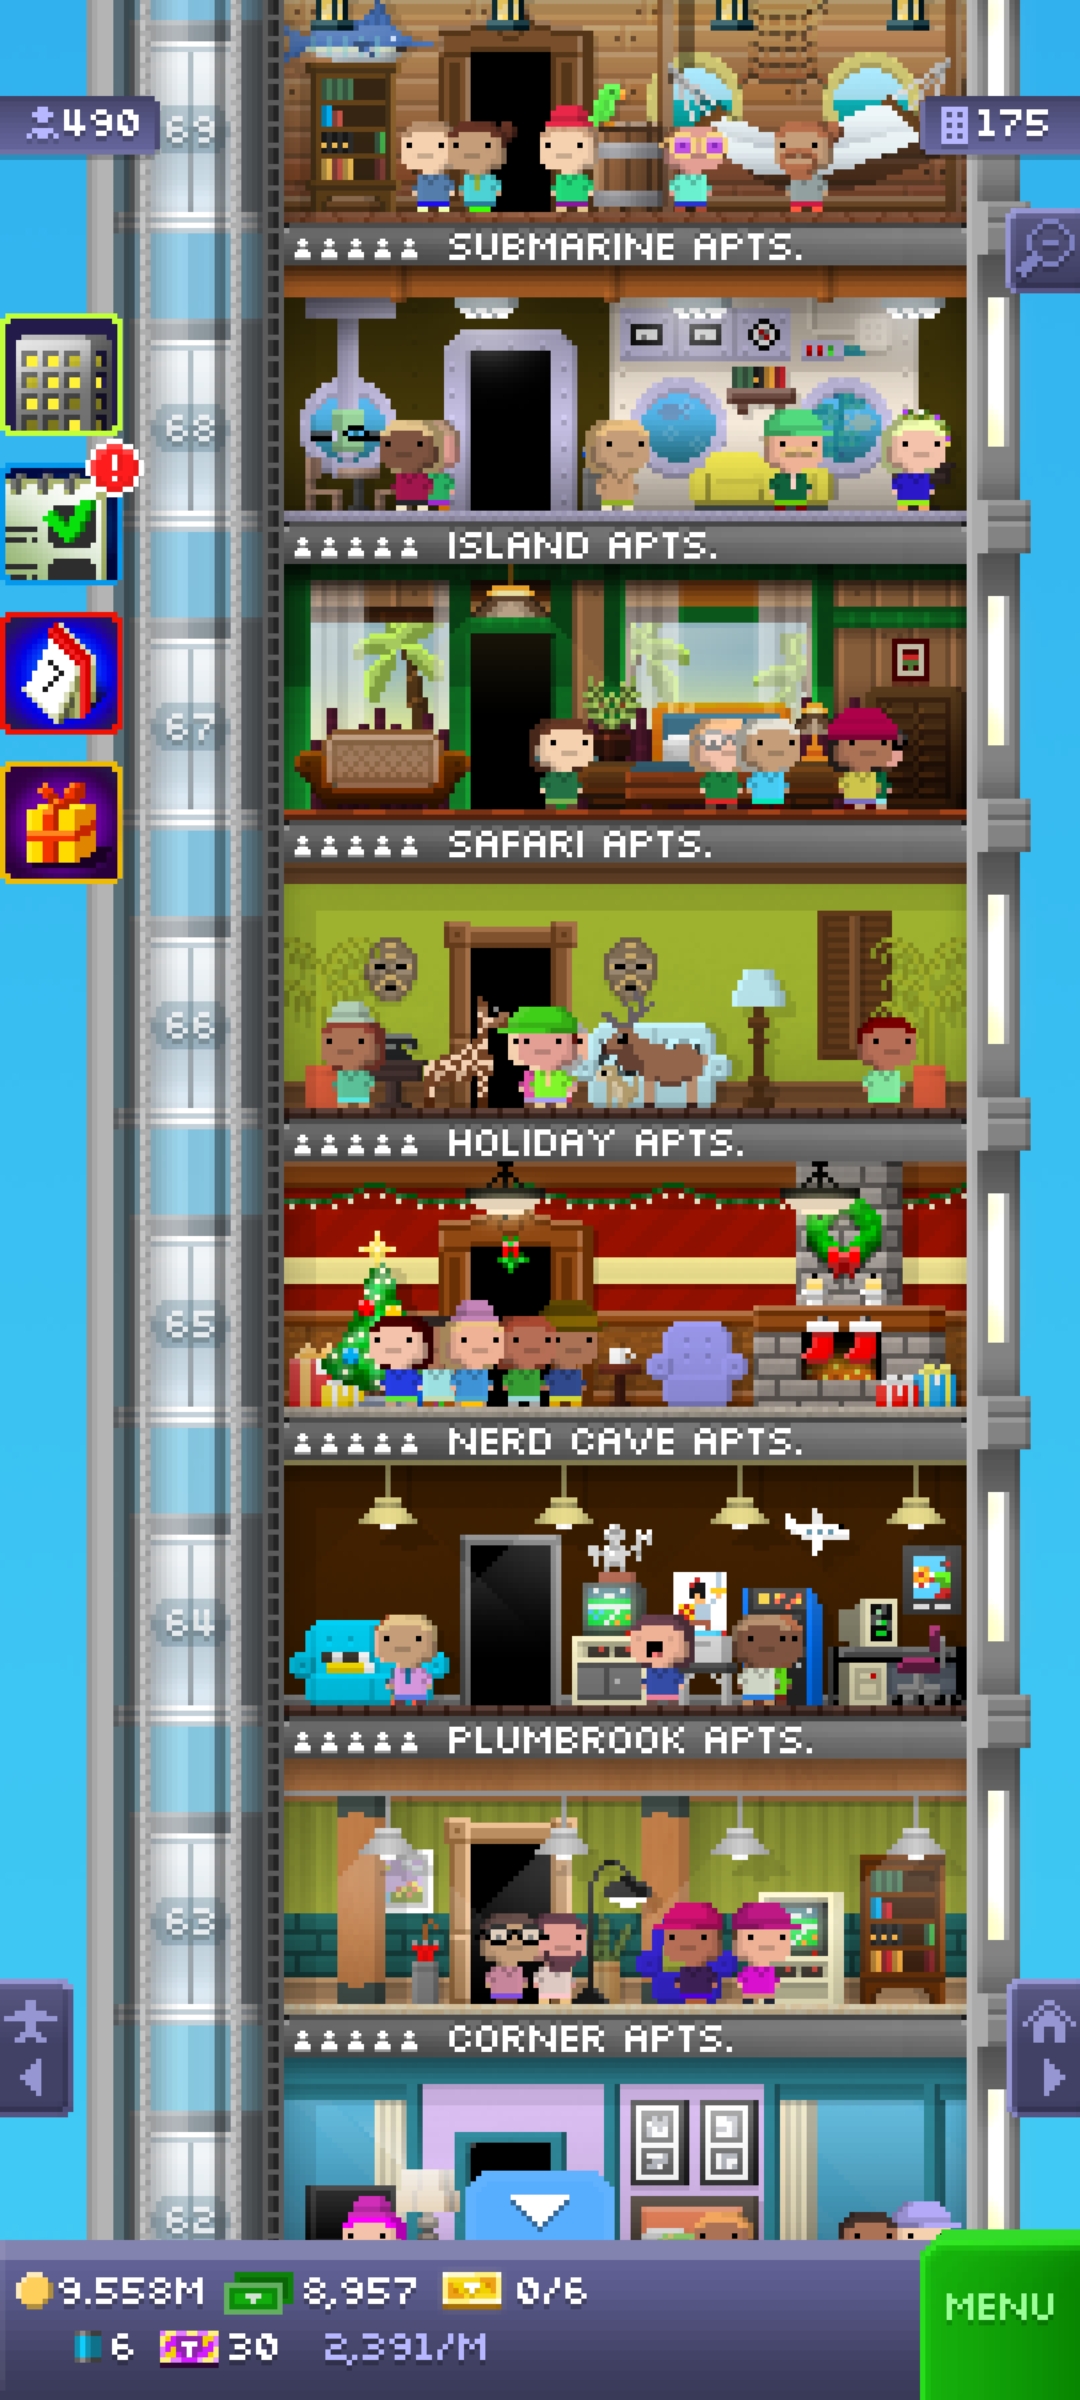 490
69
175
SUBMARINE APTS.
68
ISLAND APTS.
67
SAFARI APTS.
66
HOLIDAY APTS.
65
NERD CAVE APTS.
64
PLUMBROOK APTS.
63
CORNER APTS.
62
9.558M 8,957 0/6
6 T 30 2,391/M
MENU